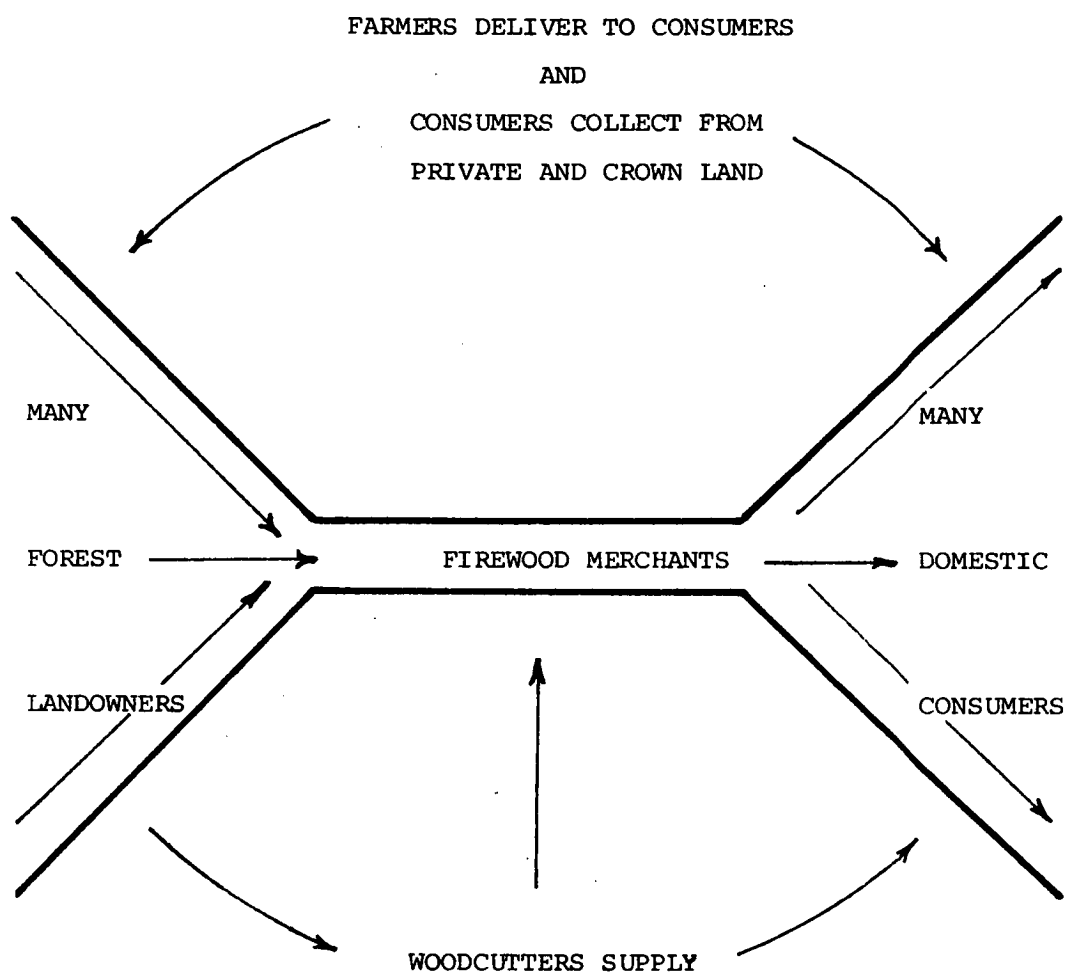 FARMERS DELIVER TO CONSUMERS
AND
CONSUMERS COLLECT FROM
PRIVATE AND CROWN LAND
MANY
MANY
FOREST
FIREWOOD MERCHANTS
DOMESTIC
LANDOWNERS
CONSUMERS
WOODCUTTERS SUPPLY